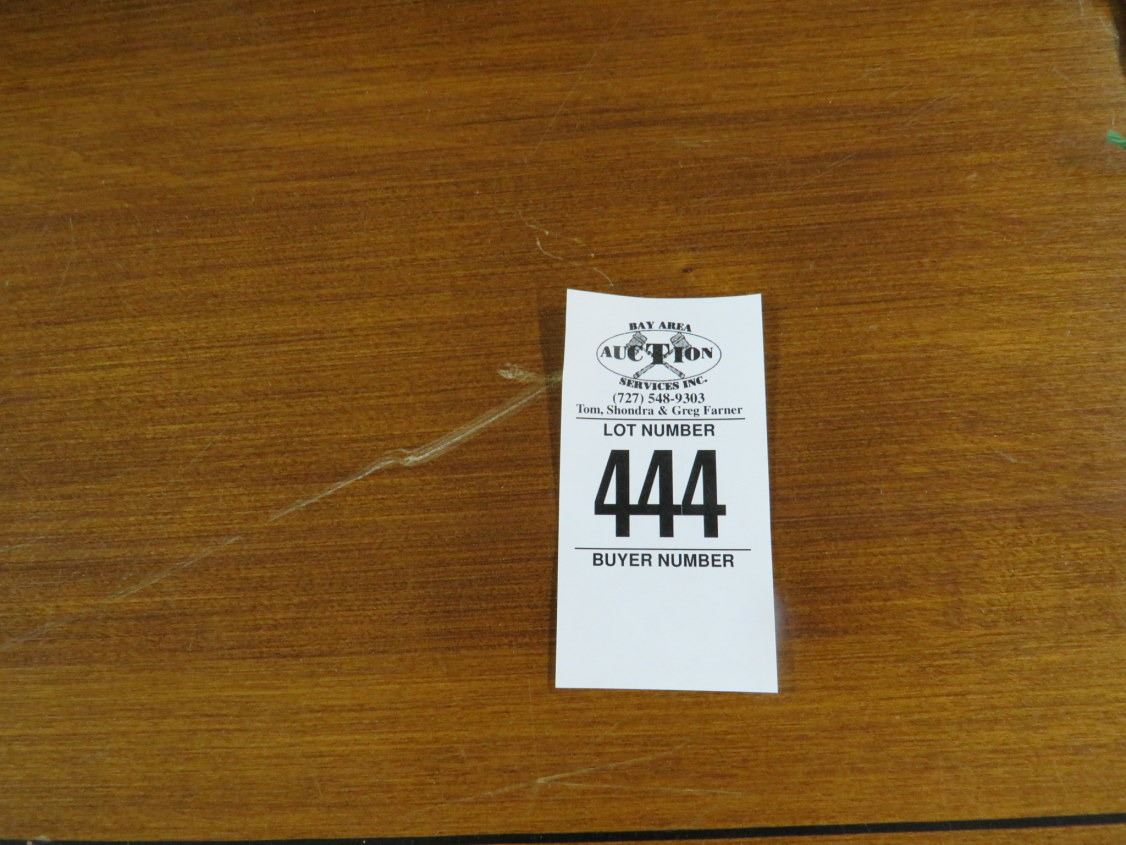 BAY AREA
AUCTION
SERVICES INC.
(727) 548-9303
Tom, Shondra & Greg Farner
LOT NUMBER
444
BUYER NUMBER